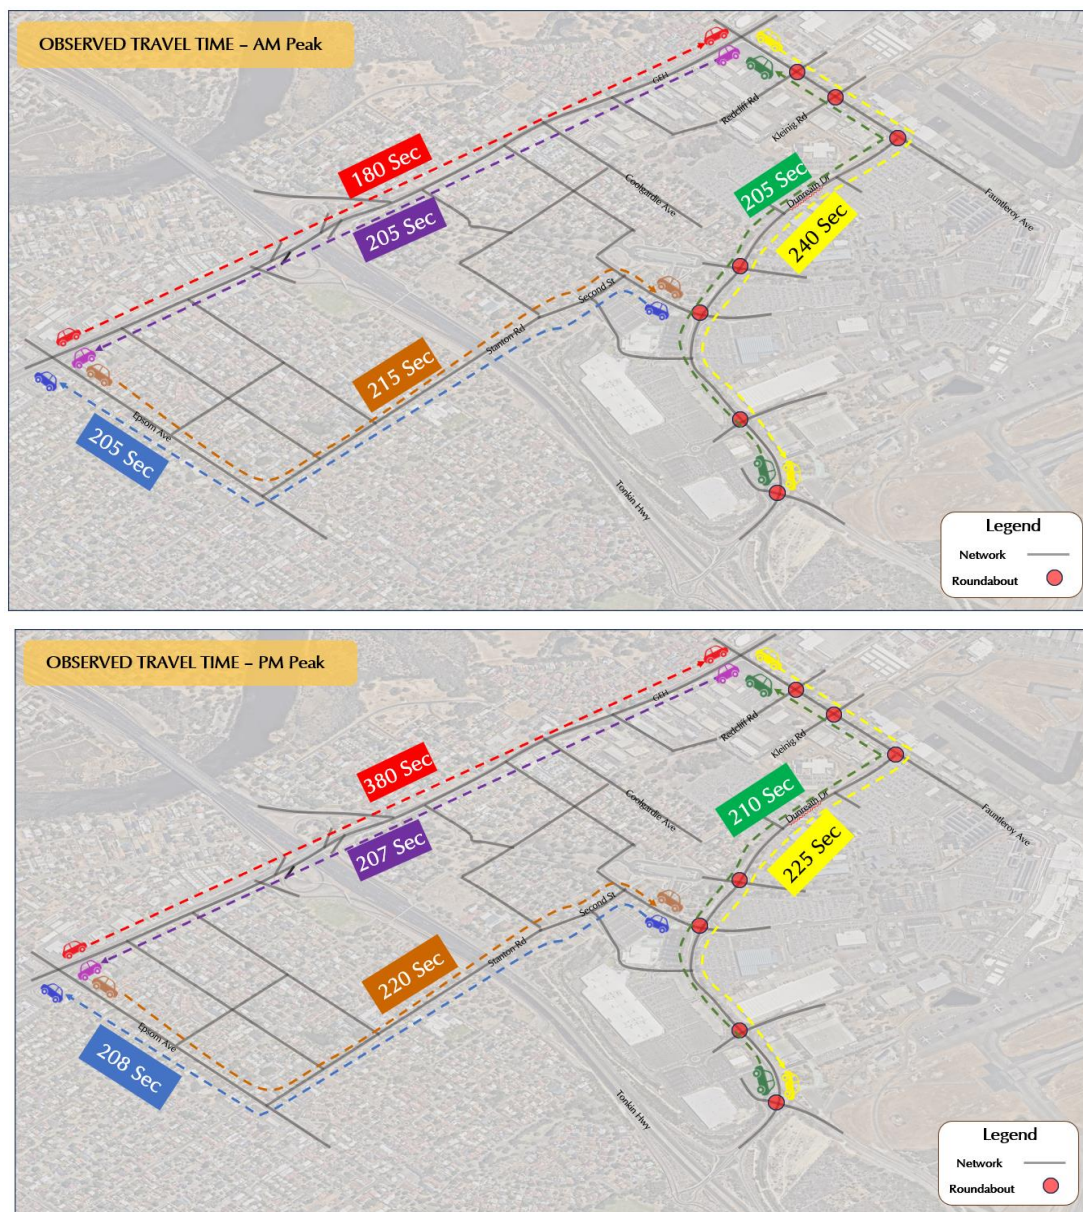 OBSERVED TRAVEL TIME – AM Peak
GEH
Redcliff Rd
Kleinig Rd
180 Sec
205 Sec
Coolgardie Ave
205 Sec
Dunreath Dr
Fauntleroy Ave
240 Sec
Second St
Stanton Rd
215 Sec
Epsom Ave
205 Sec
Tonkin Hwy
Legend
Network
Roundabout
OBSERVED TRAVEL TIME – PM Peak
GEH
Redcliff Rd
Kleinig Rd
380 Sec
207 Sec
Coolgardie Ave
210 Sec
Dunreath Dr
Fauntleroy Ave
225 Sec
Second St
Stanton Rd
220 Sec
Epsom Ave
208 Sec
Tonkin Hwy
Legend
Network
Roundabout